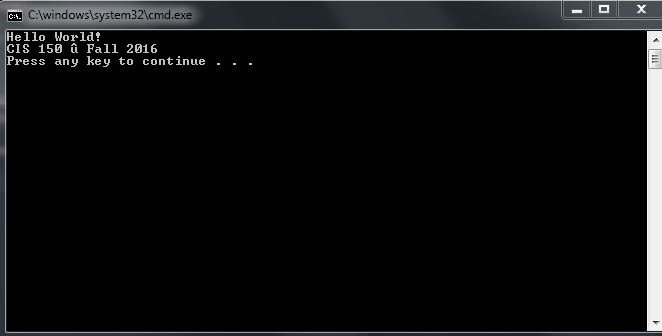 C:\windows\system32\cmd.exe
Hello World!
CIS 150 û Fall 2016
Press any key to continue . . .